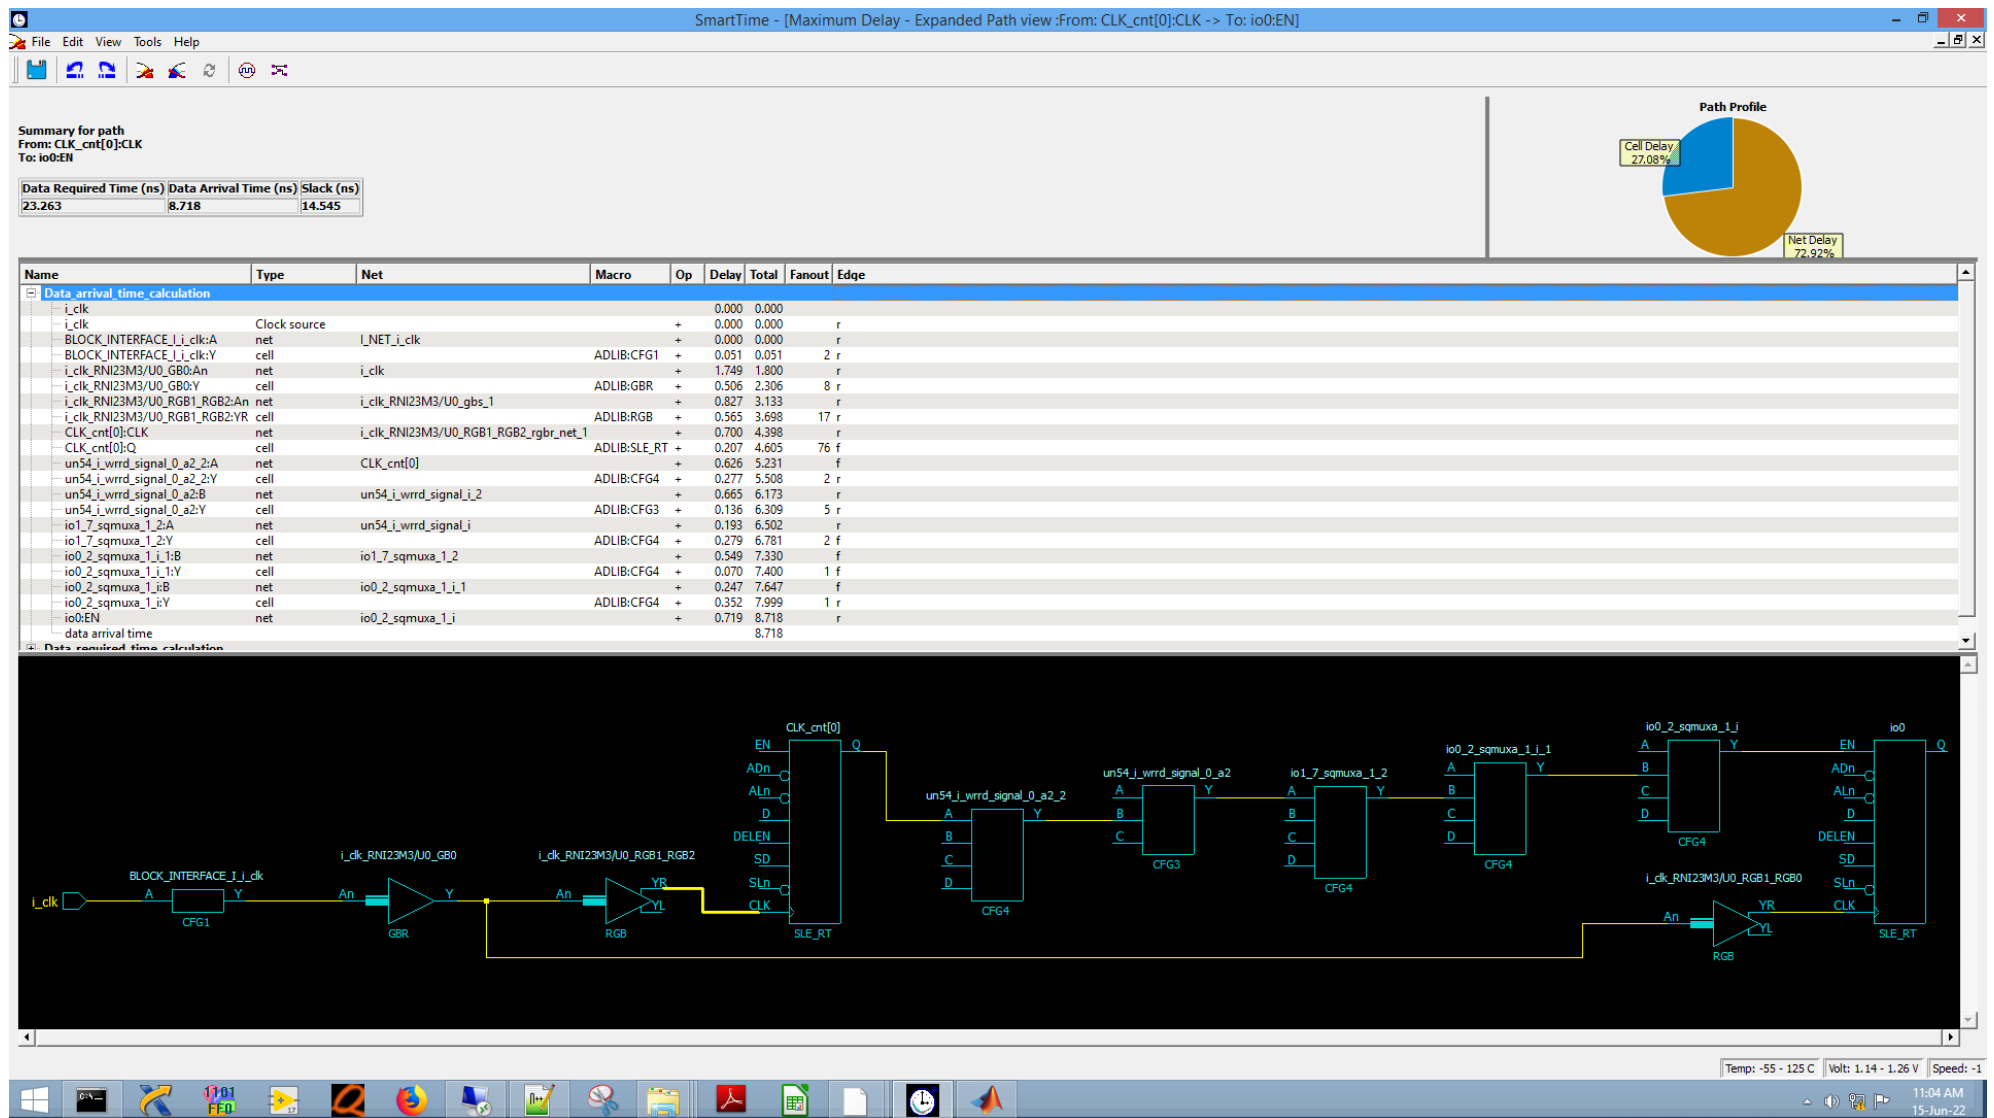 SmartTime - [Maximum Delay - Expanded Path view :From: CLK_cnt[0]:CLK -> To: io0:EN]
File Edit View Tools Help
Summary for path
From: CLK_cnt[0]:CLK
To: io0:EN
Data Required Time (ns) Data Arrival Time (ns) Slack (ns)
23.263 8.718 14.545
Path Profile
Cell Delay
27.08%
Net Delay
72.92%
Name Type Net Macro Op Delay Total Fanout Edge
Data_arrival_time_calculation
i_clk 0.000 0.000
i_clk Clock source + 0.000 0.000 r
BLOCK_INTERFACE_I_i_clk:A net I_NET_i_clk + 0.000 0.000 r
BLOCK_INTERFACE_I_i_clk:Y cell ADLIB:CFG1 + 0.051 0.051 2 r
i_clk_RNI23M3/U0_GB0:An net i_clk + 1.749 1.800 r
i_clk_RNI23M3/U0_GB0:Y cell ADLIB:GBR + 0.506 2.306 8 r
i_clk_RNI23M3/U0_RGB1_RGB2:An net i_clk_RNI23M3/U0_gbs_1 + 0.827 3.133 r
i_clk_RNI23M3/U0_RGB1_RGB2:YR cell ADLIB:RGB + 0.565 3.698 17 r
CLK_cnt[0]:CLK net i_clk_RNI23M3/U0_RGB1_RGB2_rgbr_net_1 + 0.700 4.398 r
CLK_cnt[0]:Q cell ADLIB:SLE_RT + 0.207 4.605 76 f
un54_i_wrrd_signal_0_a2_2:A net CLK_cnt[0] + 0.626 5.231 f
un54_i_wrrd_signal_0_a2_2:Y cell ADLIB:CFG4 + 0.277 5.508 2 r
un54_i_wrrd_signal_0_a2:B net un54_i_wrrd_signal_i_2 + 0.665 6.173 r
un54_i_wrrd_signal_0_a2:Y cell ADLIB:CFG3 + 0.136 6.309 5 r
io1_7_sqmuxa_1_2:A net un54_i_wrrd_signal_i + 0.193 6.502 r
io1_7_sqmuxa_1_2:Y cell ADLIB:CFG4 + 0.279 6.781 2 f
io0_2_sqmuxa_1_i_1:B net io1_7_sqmuxa_1_2 + 0.549 7.330 f
io0_2_sqmuxa_1_i_1:Y cell ADLIB:CFG4 + 0.070 7.400 1 f
io0_2_sqmuxa_1_i:B net io0_2_sqmuxa_1_i_1 + 0.247 7.647 f
io0_2_sqmuxa_1_i:Y cell ADLIB:CFG4 + 0.352 7.999 1 r
io0:EN net io0_2_sqmuxa_1_i + 0.719 8.718 r
data arrival time 8.718
Data_required_time_calculation
i_clk
BLOCK_INTERFACE_I_i_clk
A Y
CFG1
i_clk_RNI23M3/U0_GB0
An Y
GBR
i_clk_RNI23M3/U0_RGB1_RGB2
An YR
YL
RGB
CLK_cnt[0]
EN Q
ADn
ALn
D
DELEN
SD
SLn
CLK
SLE_RT
un54_i_wrrd_signal_0_a2_2
A Y
B
C
D
CFG4
un54_i_wrrd_signal_0_a2
A Y
B
C
CFG3
io1_7_sqmuxa_1_2
A Y
B
C
D
CFG4
io0_2_sqmuxa_1_i_1
A Y
B
C
D
CFG4
io0_2_sqmuxa_1_i
A Y
B
C
D
CFG4
i_clk_RNI23M3/U0_RGB1_RGB0
An YR
YL
RGB
io0
EN Q
ADn
ALn
D
DELEN
SD
SLn
CLK
SLE_RT
Temp: -55 - 125 C Volt: 1.14 - 1.26 V Speed: -1
11:04 AM
15-Jun-22